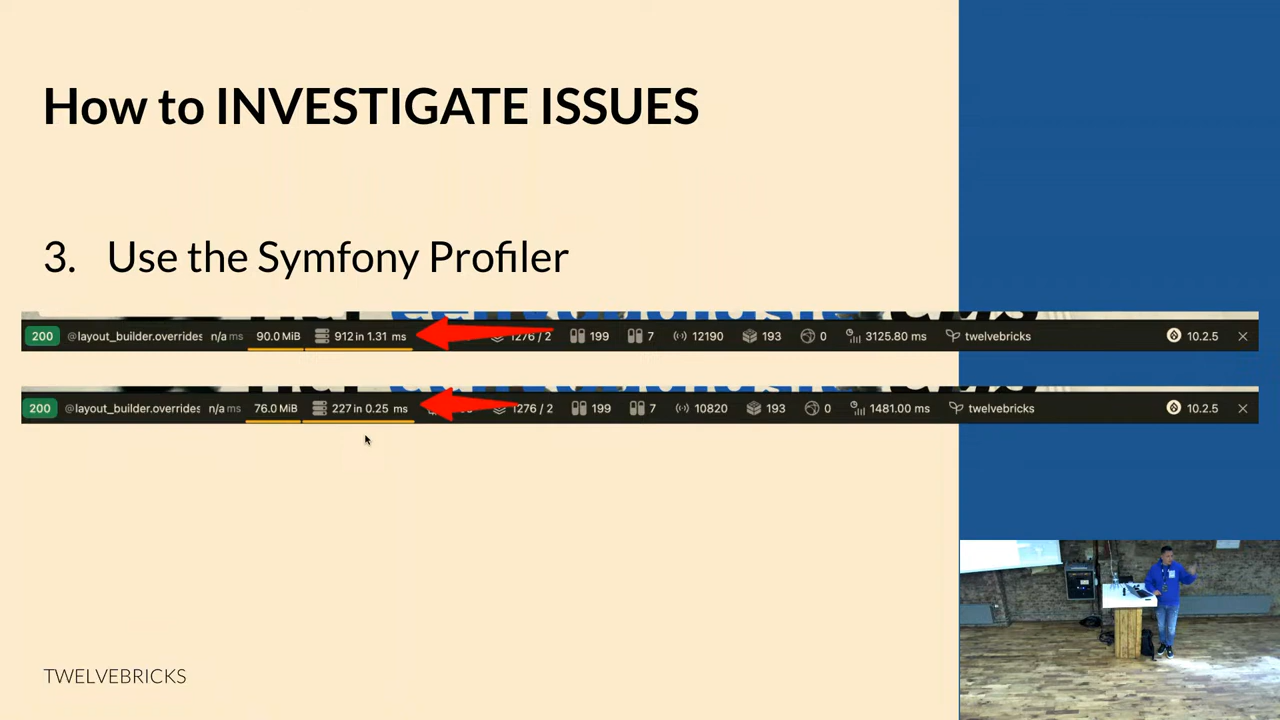 How to INVESTIGATE ISSUES
3. Use the Symfony Profiler
200 @layout_builder.overrides n/a ms 90.0 MiB 912 in 1.31 ms 1276 / 2 199 7 12190 193 0 3125.80 ms twelvebricks 10.2.5
200 @layout_builder.overrides n/a ms 76.0 MiB 227 in 0.25 ms 1276 / 2 199 7 10820 193 0 1481.00 ms twelvebricks 10.2.5
TWELVEBRICKS